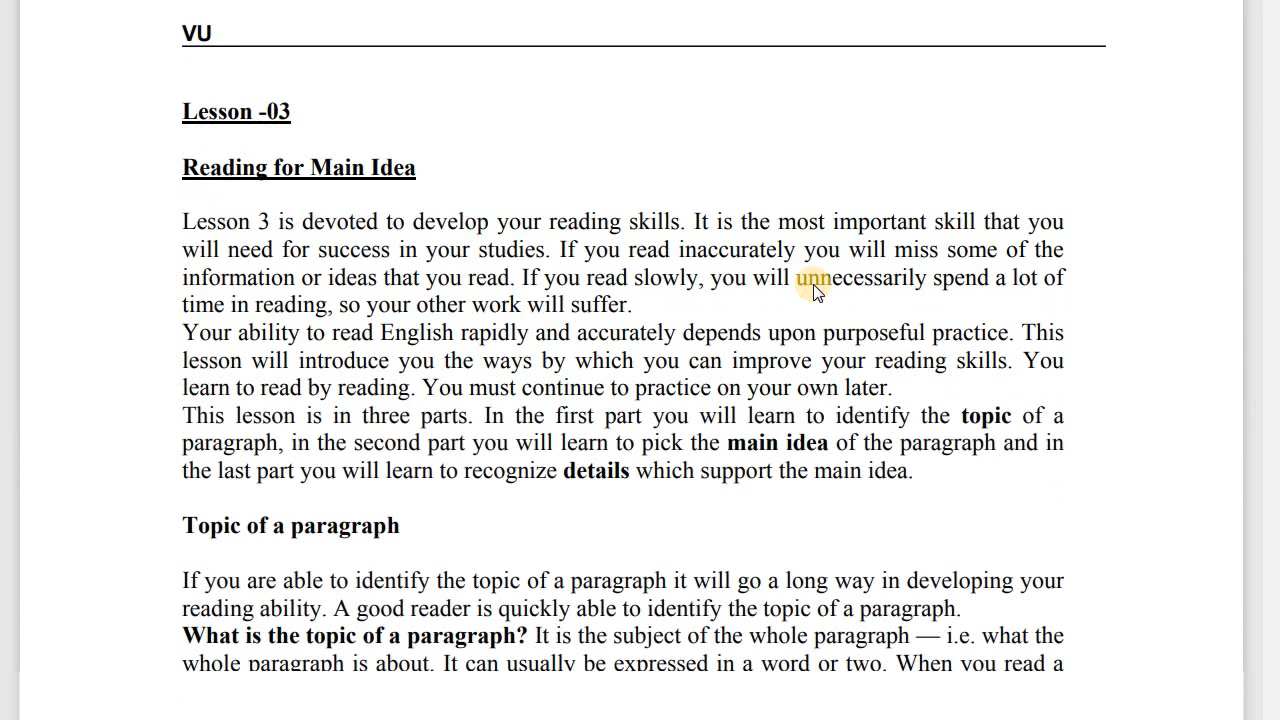 VU
Lesson -03
Reading for Main Idea
Lesson 3 is devoted to develop your reading skills. It is the most important skill that you
will need for success in your studies. If you read inaccurately you will miss some of the
information or ideas that you read. If you read slowly, you will unnecessarily spend a lot of
time in reading, so your other work will suffer.
Your ability to read English rapidly and accurately depends upon purposeful practice. This
lesson will introduce you the ways by which you can improve your reading skills. You
learn to read by reading. You must continue to practice on your own later.
This lesson is in three parts. In the first part you will learn to identify the topic of a
paragraph, in the second part you will learn to pick the main idea of the paragraph and in
the last part you will learn to recognize details which support the main idea.
Topic of a paragraph
If you are able to identify the topic of a paragraph it will go a long way in developing your
reading ability. A good reader is quickly able to identify the topic of a paragraph.
What is the topic of a paragraph? It is the subject of the whole paragraph — i.e. what the
whole paragraph is about. It can usually be expressed in a word or two. When you read a